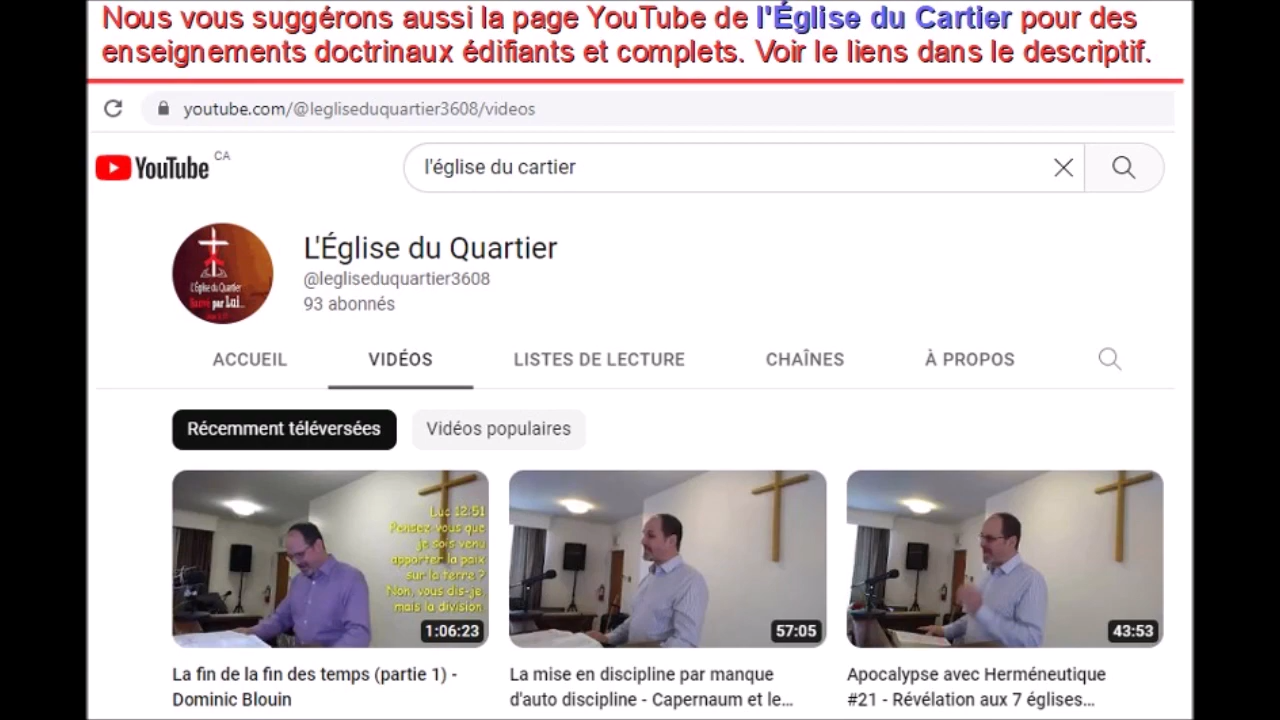 Nous vous suggérons aussi la page YouTube de l'Église du Cartier pour des
enseignements doctrinaux édifiants et complets. Voir le liens dans le descriptif.
youtube.com/@legliseduquartier3608/videos
YouTube CA
l'église du cartier
L'Église du Quartier
par Lui...
L'Église du Quartier
@legliseduquartier3608
93 abonnés
ACCUEIL VIDÉOS LISTES DE LECTURE CHAÎNES À PROPOS
Récemment téléversées Vidéos populaires
Luc 12:51
Pensez-vous que
je sois venu
apporter la paix
sur la terre ?
Non, vous dis-je,
mais la division.
1:06:23 57:05 43:53
La fin de la fin des temps (partie 1) -
Dominic Blouin
La mise en discipline par manque
d'auto discipline - Capernaum et le...
Apocalypse avec Herméneutique
#21 - Révélation aux 7 églises...